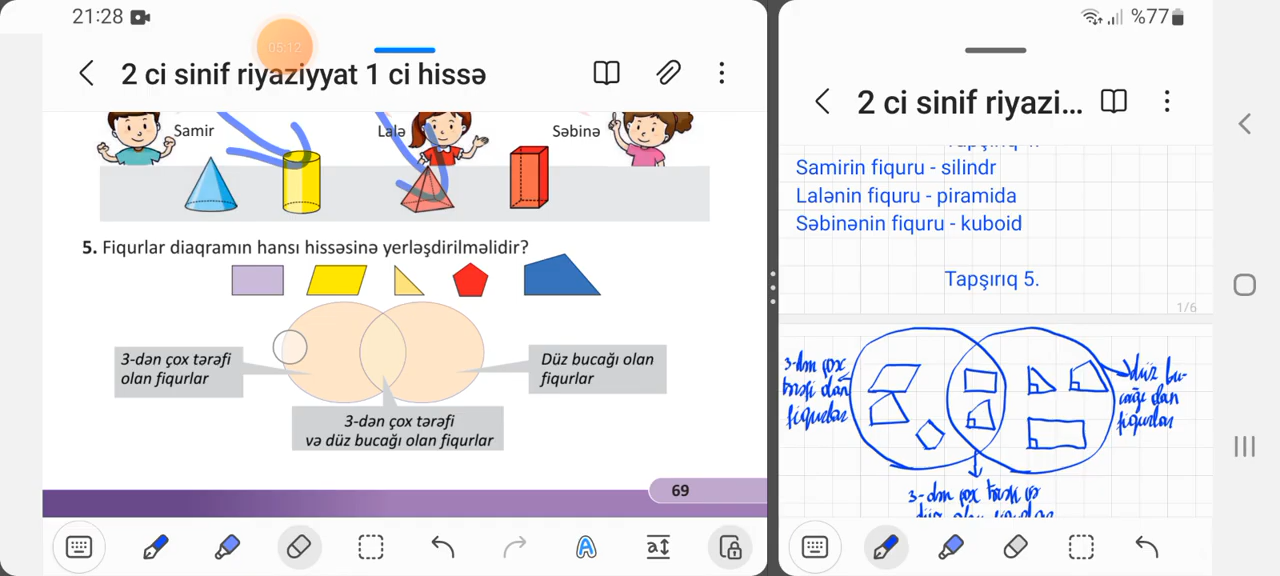 21:28
%77
05:12
2 ci sinif riyaziyyat 1 ci hissə
Samir
Lalə
Səbinə
5. Fiqurlar diaqramın hansı hissəsinə yerləşdirilməlidir?
3-dən çox tərəfi
olan fiqurlar
Düz bucağı olan
fiqurlar
3-dən çox tərəfi
və düz bucağı olan fiqurlar
69
A
a
2 ci sinif riyazi...
Samirin fiquru - silindr
Lalənin fiquru - piramida
Səbinənin fiquru - kuboid
Tapşırıq 5.
1/6
3-dən çox
tərəfi olan
fiqurlar
düz bu-
cağı olan
fiqurlar
3-dən çox tərəfi və